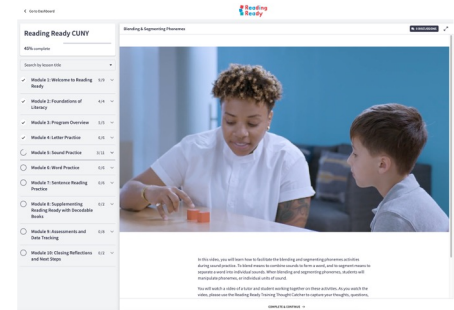 Go to Dashboard
Reading
Ready
Reading Ready CUNY
45% complete
Search by lesson title
Module 1: Welcome to Reading
Ready
Module 2: Foundations of
Literacy
Module 3: Program Overview
Module 4: Letter Practice
Module 5: Sound Practice
Module 6: Word Practice
Module 7: Sentence Reading
Practice
Module 8: Supplementing
Reading Ready with Decodable
Books
Module 9: Assessments and
Data Tracking
Module 10: Closing Reflections
and Next Steps
Blending & Segmenting Phonemes
In this video, you will learn how to facilitate the blending and segmenting phonemes activities
during sound practice. To blend means to combine sounds to form a word, and to segment means to
separate a word into individual sounds. When blending and segmenting phonemes, students will
manipulate phonemes, or individual units of sound.
You will watch a video of a tutor and student working together on these activities. As you watch the
video, please use the Reading Ready Training Thought Catcher to capture your thoughts, questions,
COMPLETE & CONTINUE